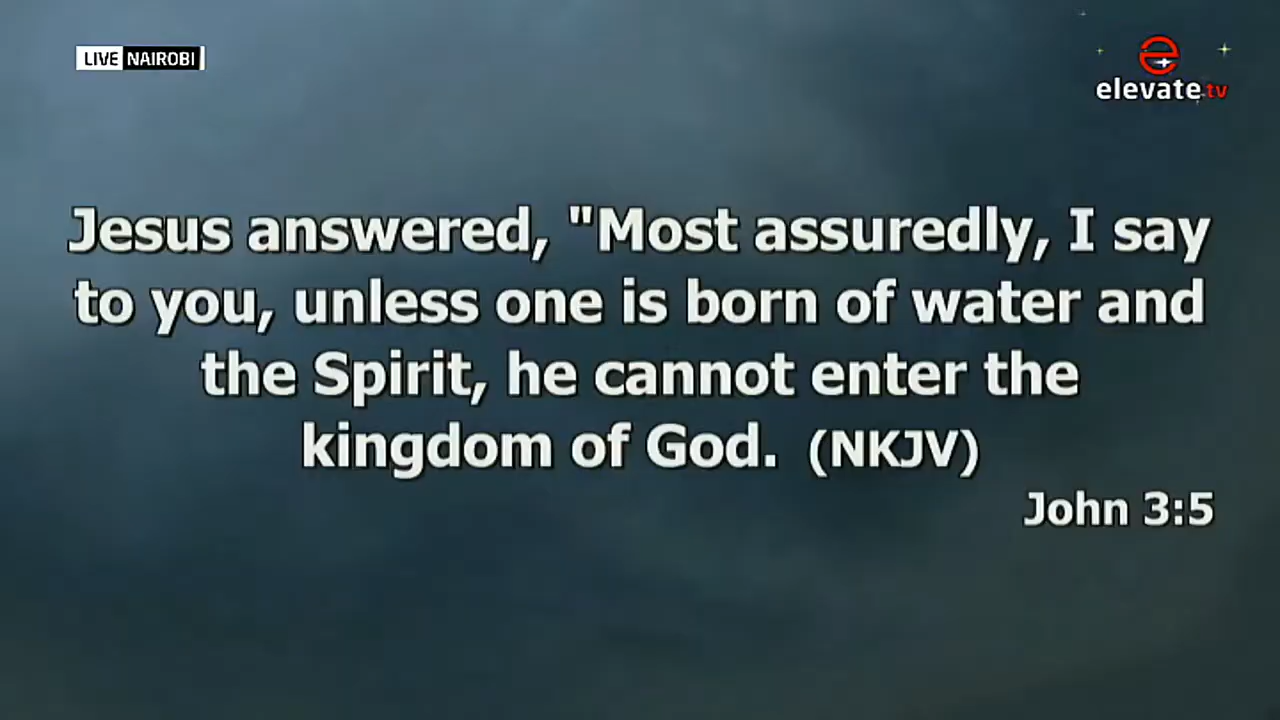 LIVE NAIROBI
elevate.tv
Jesus answered, "Most assuredly, I say
to you, unless one is born of water and
the Spirit, he cannot enter the
kingdom of God. (NKJV)
John 3:5